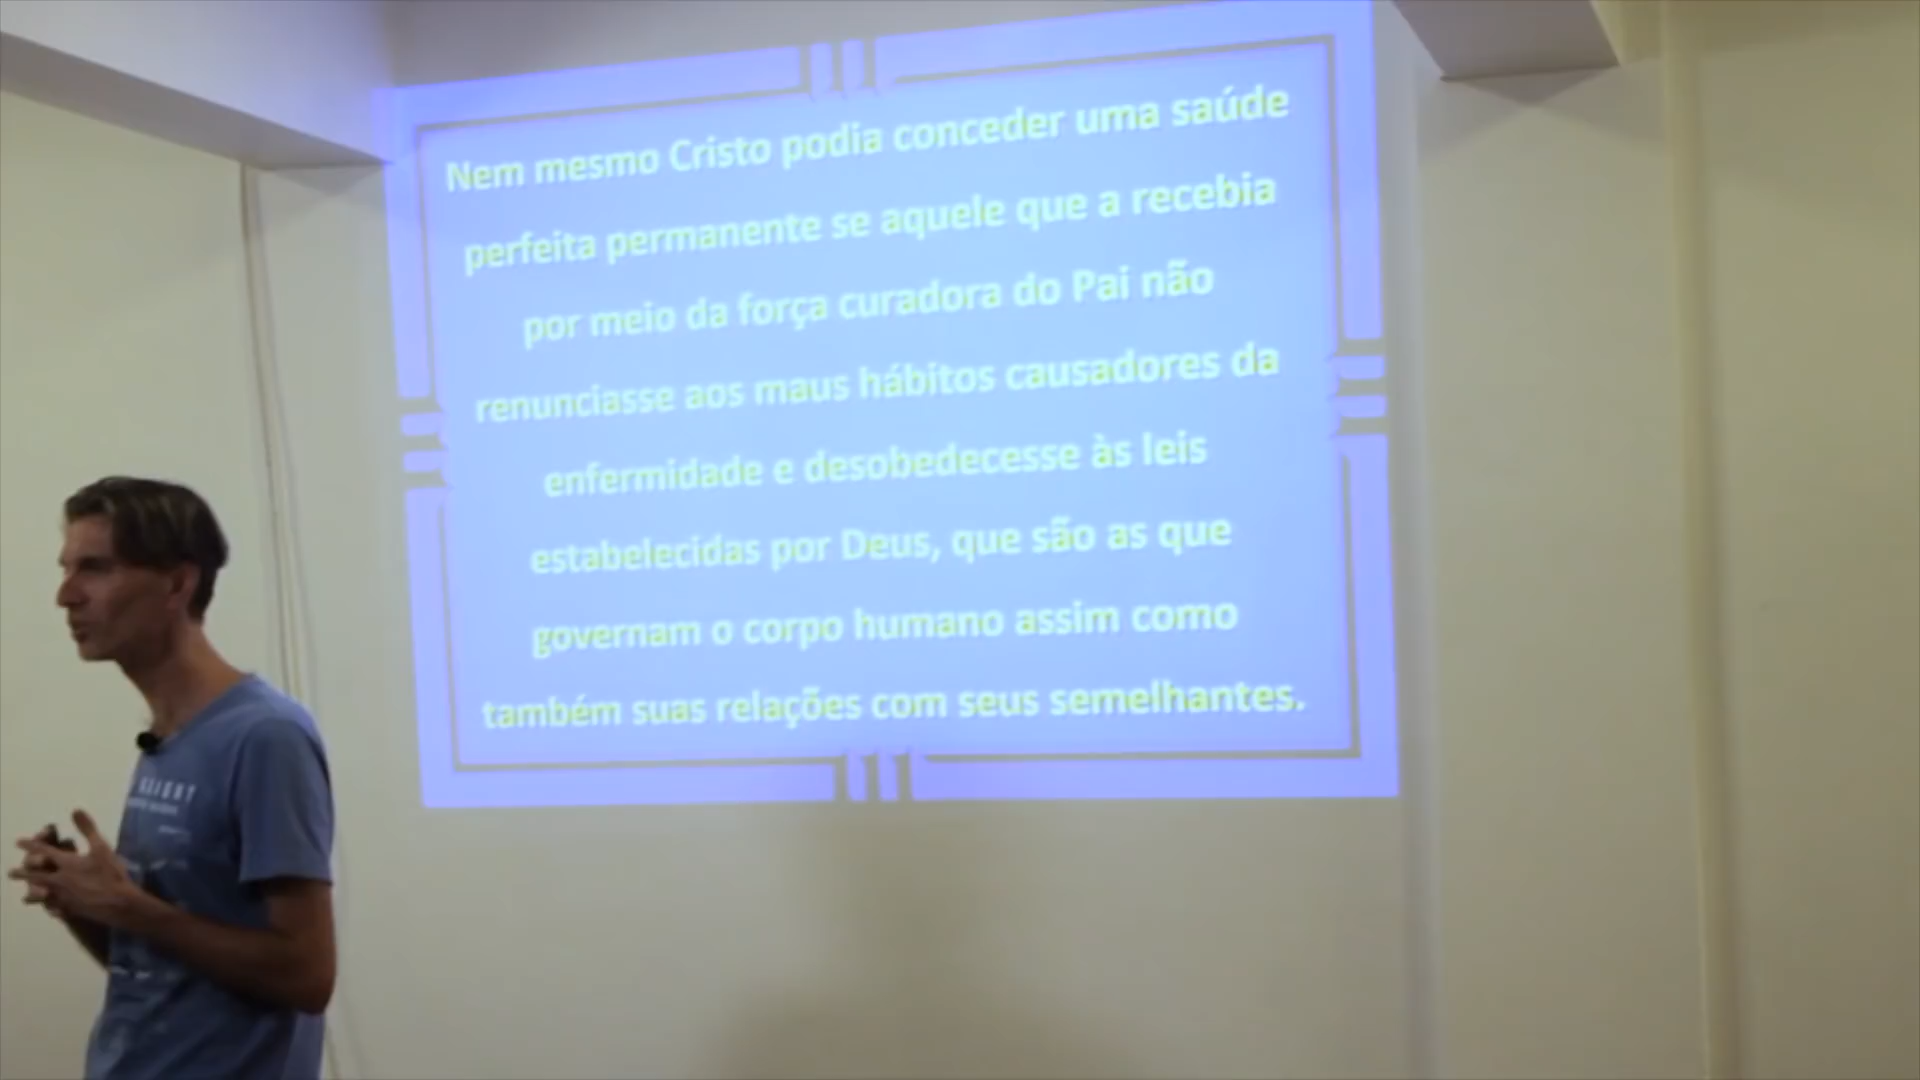 Nem mesmo Cristo podia conceder uma saúde
perfeita permanente se aquele que a recebia
por meio da força curadora do Pai não
renunciasse aos maus hábitos causadores da
enfermidade e desobedecesse às leis
estabelecidas por Deus, que são as que
governam o corpo humano assim como
também suas relações com seus semelhantes.